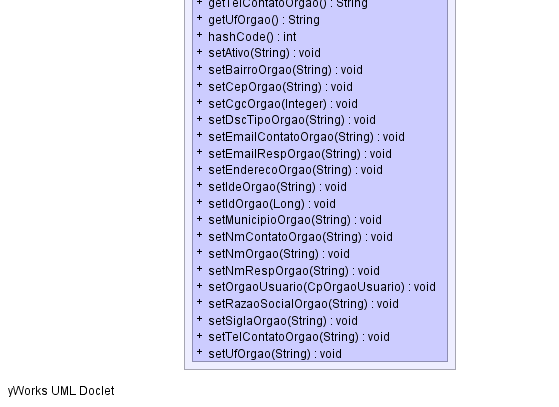 + getTelContatoOrgao() : String
+ getUfOrgao() : String
+ hashCode() : int
+ setAtivo(String) : void
+ setBairroOrgao(String) : void
+ setCepOrgao(String) : void
+ setCgcOrgao(Integer) : void
+ setDscTipoOrgao(String) : void
+ setEmailContatoOrgao(String) : void
+ setEmailRespOrgao(String) : void
+ setEnderecoOrgao(String) : void
+ setIdeOrgao(String) : void
+ setIdOrgao(Long) : void
+ setMunicipioOrgao(String) : void
+ setNmContatoOrgao(String) : void
+ setNmOrgao(String) : void
+ setNmRespOrgao(String) : void
+ setOrgaoUsuario(CpOrgaoUsuario) : void
+ setRazaoSocialOrgao(String) : void
+ setSiglaOrgao(String) : void
+ setTelContatoOrgao(String) : void
+ setUfOrgao(String) : void
yWorks UML Doclet